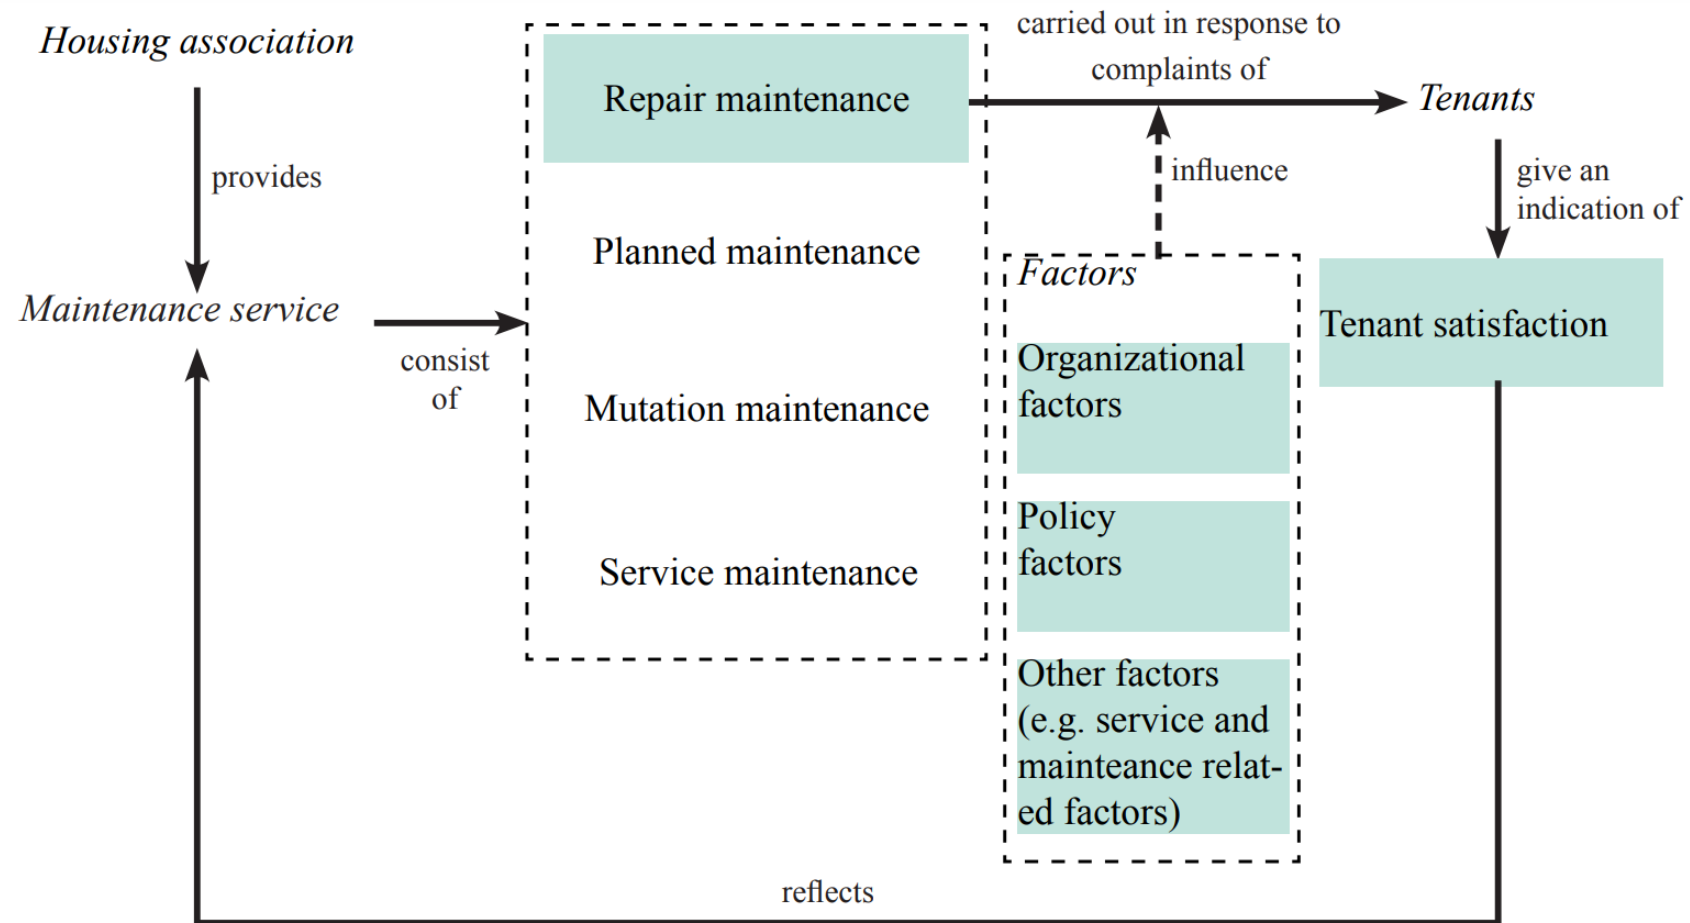 Housing association
provides
Maintenance service
consist
of
Repair maintenance
Planned maintenance
Mutation maintenance
Service maintenance
carried out in response to
complaints of
influence
Factors
Organizational
factors
Policy
factors
Other factors
(e.g. service and
mainteance relat-
ed factors)
Tenants
give an
indication of
Tenant satisfaction
reflects